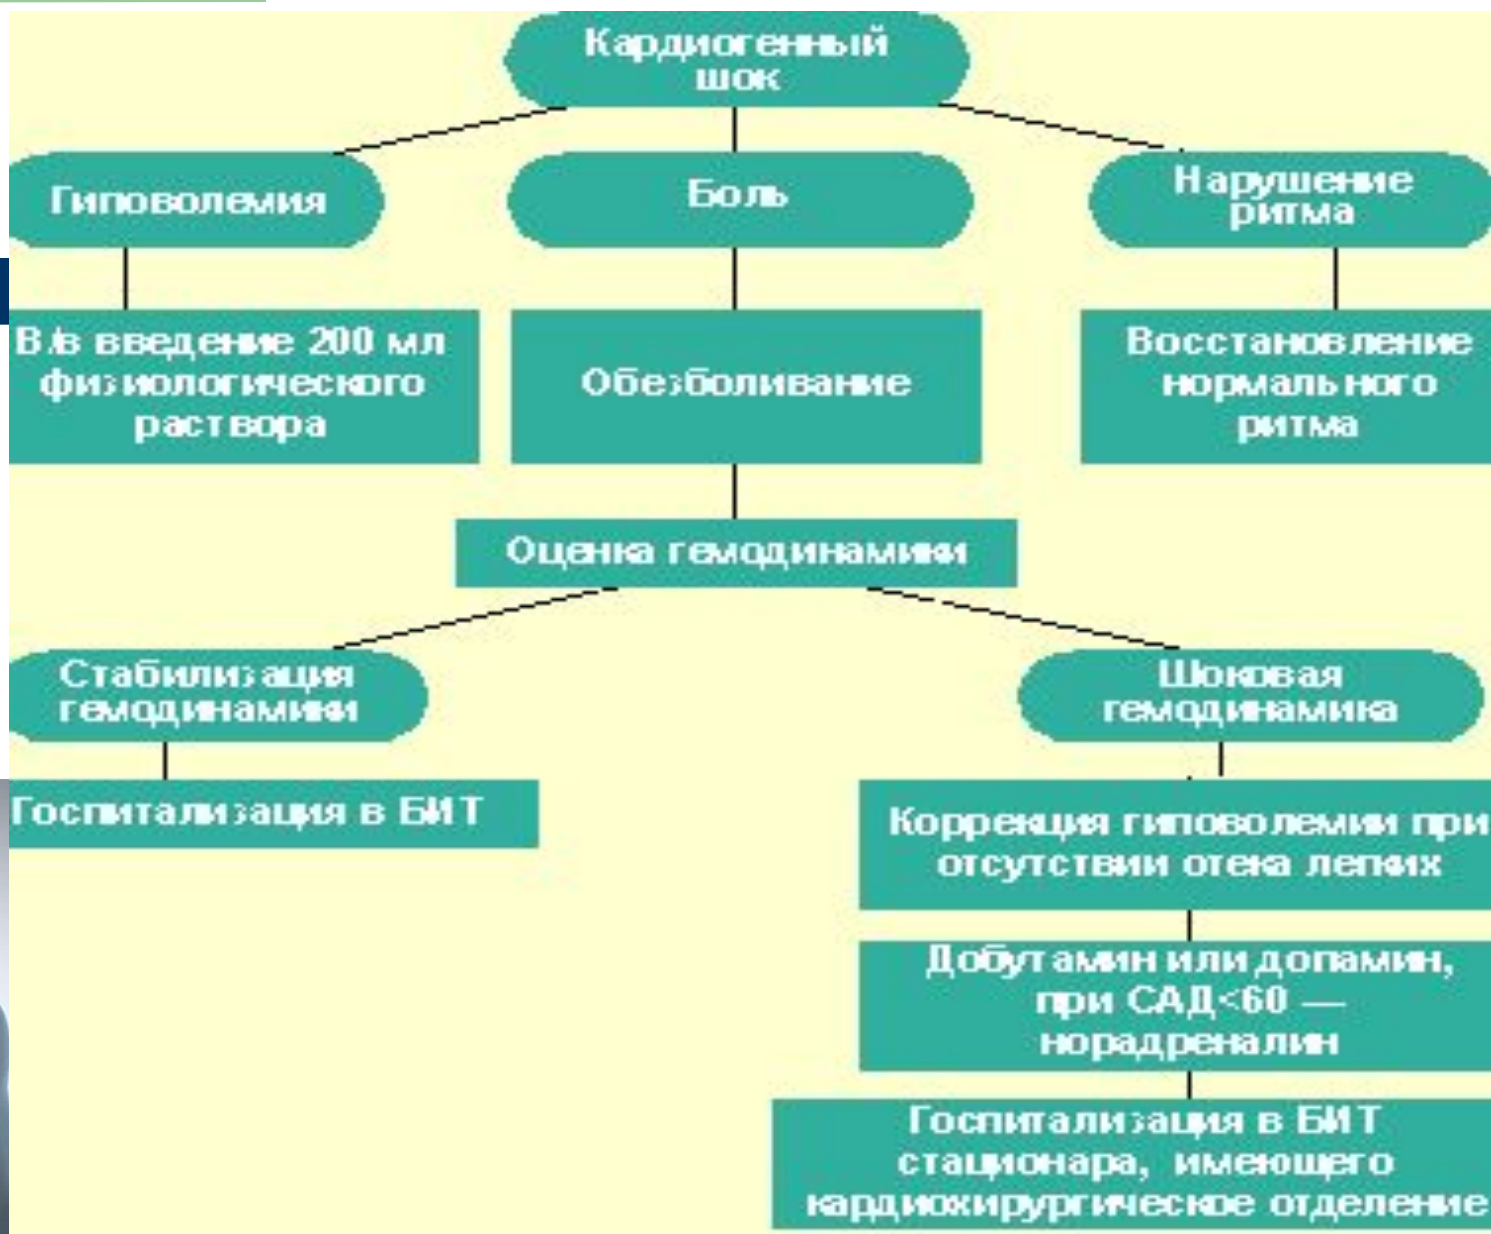 Кардиогенный
шок
Гиповолемия
Боль
Нарушение
ритма
В/в введение 200 мл
физиологического
раствора
Обезболивание
Восстановление
нормального
ритма
Оценка гемодинамики
Стабилизация
гемодинамики
Шоковая
гемодинамика
Госпитализация в БИТ
Коррекция гиповолемии при
отсутствии отека легких
Добутамин или допамин,
при САД<60 —
норадреналин
Госпитализация в БИТ
стационара, имеющего
кардиохирургическое отделение